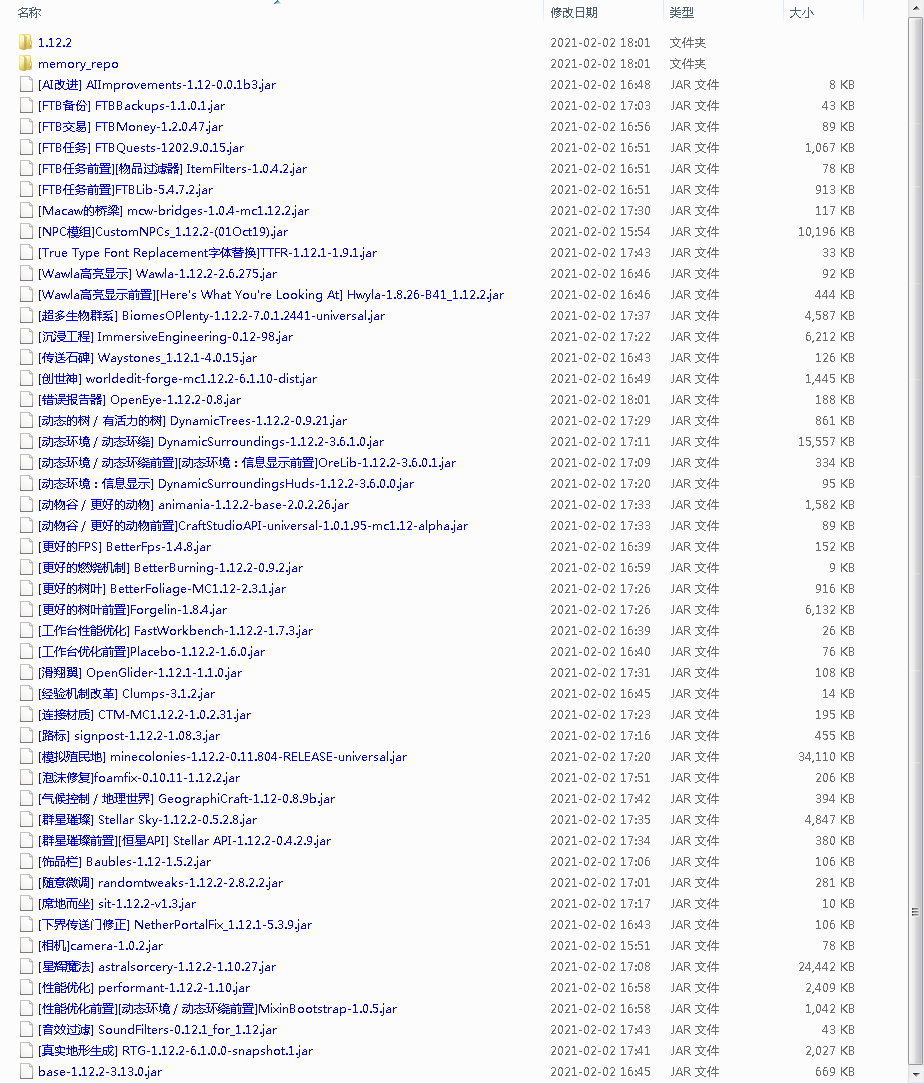 名称 修改日期 类型 大小
1.12.2 2021-02-02 18:01 文件夹
memory_repo 2021-02-02 18:01 文件夹
[AI改进] AIImprovements-1.12-0.0.1b3.jar 2021-02-02 16:48 JAR 文件 8 KB
[FTB备份] FTBBackups-1.1.0.1.jar 2021-02-02 17:03 JAR 文件 43 KB
[FTB交易] FTBMoney-1.2.0.47.jar 2021-02-02 16:56 JAR 文件 89 KB
[FTB任务] FTBQuests-1202.9.0.15.jar 2021-02-02 16:51 JAR 文件 1,067 KB
[FTB任务前置][物品过滤器] ItemFilters-1.0.4.2.jar 2021-02-02 16:51 JAR 文件 78 KB
[FTB任务前置]FTBLib-5.4.7.2.jar 2021-02-02 16:51 JAR 文件 913 KB
[Macaw的桥梁] mcw-bridges-1.0.4-mc1.12.2.jar 2021-02-02 17:30 JAR 文件 117 KB
[NPC模组]CustomNPCs_1.12.2-(01Oct19).jar 2021-02-02 15:54 JAR 文件 10,196 KB
[True Type Font Replacement字体替换]TTFR-1.12.1-1.9.1.jar 2021-02-02 17:43 JAR 文件 33 KB
[Wawla高亮显示] Wawla-1.12.2-2.6.275.jar 2021-02-02 16:46 JAR 文件 92 KB
[Wawla高亮显示前置][Here's What You're Looking At] Hwyla-1.8.26-B41_1.12.2.jar 2021-02-02 16:46 JAR 文件 444 KB
[超多生物群系] BiomesOPlenty-1.12.2-7.0.1.2441-universal.jar 2021-02-02 17:37 JAR 文件 4,587 KB
[沉浸工程] ImmersiveEngineering-0.12-98.jar 2021-02-02 17:22 JAR 文件 6,212 KB
[传送石碑] Waystones_1.12.1-4.0.15.jar 2021-02-02 16:43 JAR 文件 126 KB
[创世神] worldedit-forge-mc1.12.2-6.1.10-dist.jar 2021-02-02 16:49 JAR 文件 1,445 KB
[错误报告器] OpenEye-1.12.2-0.8.jar 2021-02-02 18:01 JAR 文件 188 KB
[动态的树 / 有活力的树] DynamicTrees-1.12.2-0.9.21.jar 2021-02-02 17:29 JAR 文件 861 KB
[动态环境 / 动态环绕] DynamicSurroundings-1.12.2-3.6.1.0.jar 2021-02-02 17:11 JAR 文件 15,557 KB
[动态环境 / 动态环绕前置][动态环境：信息显示前置]OreLib-1.12.2-3.6.0.1.jar 2021-02-02 17:09 JAR 文件 334 KB
[动态环境：信息显示] DynamicSurroundingsHuds-1.12.2-3.6.0.0.jar 2021-02-02 17:20 JAR 文件 95 KB
[动物谷 / 更好的动物] animania-1.12.2-base-2.0.2.26.jar 2021-02-02 17:33 JAR 文件 1,582 KB
[动物谷 / 更好的动物前置]CraftStudioAPI-universal-1.0.1.95-mc1.12-alpha.jar 2021-02-02 17:33 JAR 文件 89 KB
[更好的FPS] BetterFps-1.4.8.jar 2021-02-02 16:39 JAR 文件 152 KB
[更好的燃烧机制] BetterBurning-1.12.2-0.9.2.jar 2021-02-02 16:59 JAR 文件 9 KB
[更好的树叶] BetterFoliage-MC1.12-2.3.1.jar 2021-02-02 17:26 JAR 文件 916 KB
[更好的树叶前置]Forgelin-1.8.4.jar 2021-02-02 17:26 JAR 文件 6,132 KB
[工作台性能优化] FastWorkbench-1.12.2-1.7.3.jar 2021-02-02 16:39 JAR 文件 26 KB
[工作台优化前置]Placebo-1.12.2-1.6.0.jar 2021-02-02 16:40 JAR 文件 76 KB
[滑翔翼] OpenGlider-1.12.1-1.1.0.jar 2021-02-02 17:31 JAR 文件 108 KB
[经验机制改革] Clumps-3.1.2.jar 2021-02-02 16:45 JAR 文件 14 KB
[连接材质] CTM-MC1.12.2-1.0.2.31.jar 2021-02-02 17:23 JAR 文件 195 KB
[路标] signpost-1.12.2-1.08.3.jar 2021-02-02 17:16 JAR 文件 455 KB
[模拟殖民地] minecolonies-1.12.2-0.11.804-RELEASE-universal.jar 2021-02-02 17:20 JAR 文件 34,110 KB
[泡沫修复]foamfix-0.10.11-1.12.2.jar 2021-02-02 17:51 JAR 文件 206 KB
[气候控制 / 地理世界] GeographiCraft-1.12-0.8.9b.jar 2021-02-02 17:42 JAR 文件 394 KB
[群星璀璨] Stellar Sky-1.12.2-0.5.2.8.jar 2021-02-02 17:35 JAR 文件 4,847 KB
[群星璀璨前置][恒星API] Stellar API-1.12.2-0.4.2.9.jar 2021-02-02 17:34 JAR 文件 380 KB
[饰品栏] Baubles-1.12-1.5.2.jar 2021-02-02 17:06 JAR 文件 106 KB
[随意微调] randomtweaks-1.12.2-2.8.2.2.jar 2021-02-02 17:01 JAR 文件 281 KB
[席地而坐] sit-1.12.2-v1.3.jar 2021-02-02 17:17 JAR 文件 10 KB
[下界传送门修正] NetherPortalFix_1.12.1-5.3.9.jar 2021-02-02 16:43 JAR 文件 106 KB
[相机]camera-1.0.2.jar 2021-02-02 15:51 JAR 文件 78 KB
[星辉魔法] astralsorcery-1.12.2-1.10.27.jar 2021-02-02 17:08 JAR 文件 24,442 KB
[性能优化] performant-1.12.2-1.10.jar 2021-02-02 16:58 JAR 文件 2,409 KB
[性能优化前置][动态环境 / 动态环绕前置]MixinBootstrap-1.0.5.jar 2021-02-02 16:58 JAR 文件 1,042 KB
[音效过滤] SoundFilters-0.12.1_for_1.12.jar 2021-02-02 17:43 JAR 文件 43 KB
[真实地形生成] RTG-1.12.2-6.1.0.0-snapshot.1.jar 2021-02-02 17:41 JAR 文件 2,027 KB
base-1.12.2-3.13.0.jar 2021-02-02 16:45 JAR 文件 669 KB